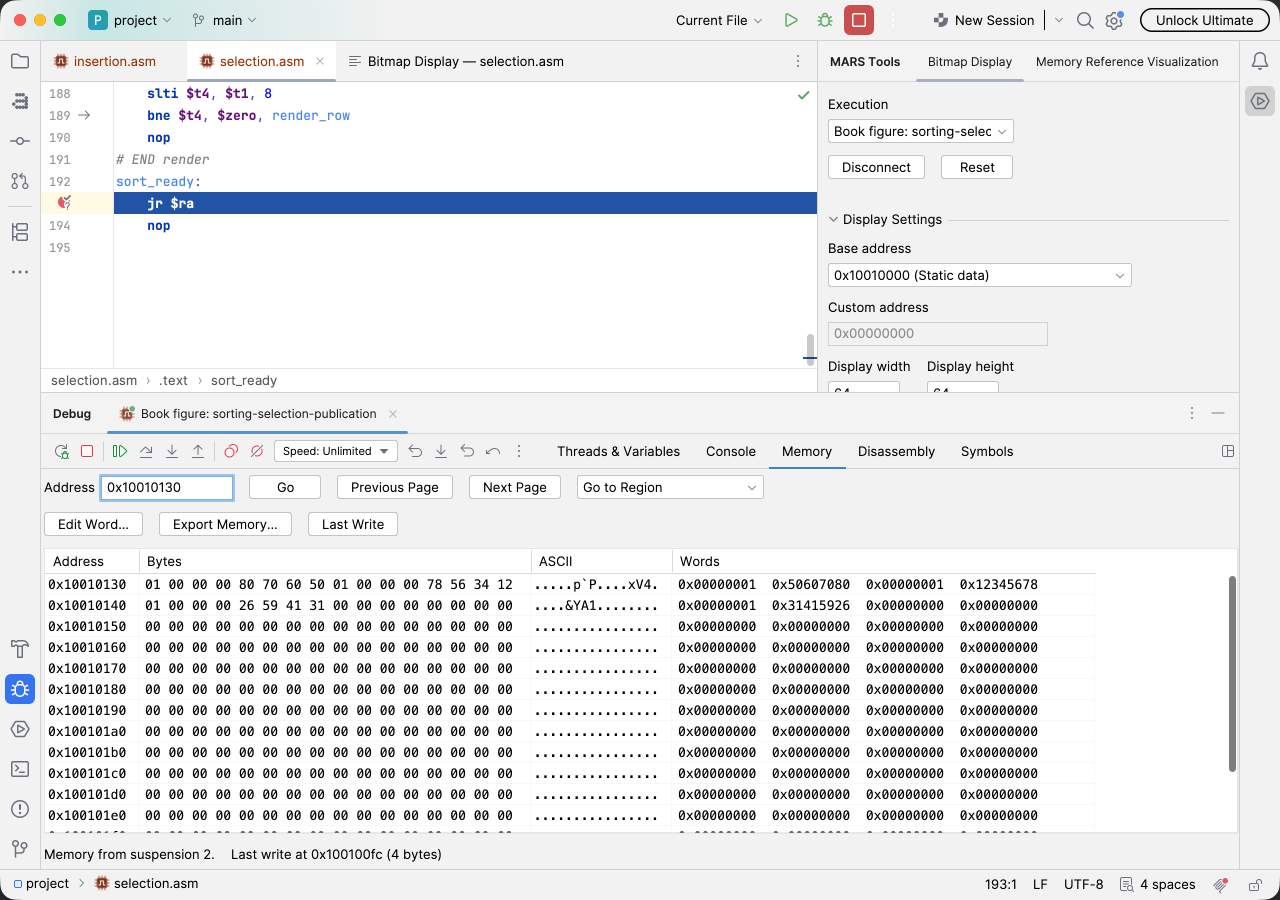 P project main Current File New Session Unlock Ultimate
insertion.asm selection.asm Bitmap Display — selection.asm
MARS Tools Bitmap Display Memory Reference Visualization
188 slti $t4, $t1, 8
189 bne $t4, $zero, render_row
190 nop
191 # END render
192 sort_ready:
jr $ra
194 nop
195
selection.asm › .text › sort_ready
Execution
Book figure: sorting-selec
Disconnect Reset
Display Settings
Base address
0x10010000 (Static data)
Custom address
0x00000000
Display width Display height
64 64
Debug Book figure: sorting-selection-publication
Speed: Unlimited Threads & Variables Console Memory Disassembly Symbols
Address 0x10010130 Go Previous Page Next Page Go to Region
Edit Word... Export Memory... Last Write
Address Bytes ASCII Words
0x10010130 01 00 00 00 80 70 60 50 01 00 00 00 78 56 34 12 .....p`P....xV4. 0x00000001 0x50607080 0x00000001 0x12345678
0x10010140 01 00 00 00 26 59 41 31 00 00 00 00 00 00 00 00 ....&YA1........ 0x00000001 0x31415926 0x00000000 0x00000000
0x10010150 00 00 00 00 00 00 00 00 00 00 00 00 00 00 00 00 ................ 0x00000000 0x00000000 0x00000000 0x00000000
0x10010160 00 00 00 00 00 00 00 00 00 00 00 00 00 00 00 00 ................ 0x00000000 0x00000000 0x00000000 0x00000000
0x10010170 00 00 00 00 00 00 00 00 00 00 00 00 00 00 00 00 ................ 0x00000000 0x00000000 0x00000000 0x00000000
0x10010180 00 00 00 00 00 00 00 00 00 00 00 00 00 00 00 00 ................ 0x00000000 0x00000000 0x00000000 0x00000000
0x10010190 00 00 00 00 00 00 00 00 00 00 00 00 00 00 00 00 ................ 0x00000000 0x00000000 0x00000000 0x00000000
0x100101a0 00 00 00 00 00 00 00 00 00 00 00 00 00 00 00 00 ................ 0x00000000 0x00000000 0x00000000 0x00000000
0x100101b0 00 00 00 00 00 00 00 00 00 00 00 00 00 00 00 00 ................ 0x00000000 0x00000000 0x00000000 0x00000000
0x100101c0 00 00 00 00 00 00 00 00 00 00 00 00 00 00 00 00 ................ 0x00000000 0x00000000 0x00000000 0x00000000
0x100101d0 00 00 00 00 00 00 00 00 00 00 00 00 00 00 00 00 ................ 0x00000000 0x00000000 0x00000000 0x00000000
0x100101e0 00 00 00 00 00 00 00 00 00 00 00 00 00 00 00 00 ................ 0x00000000 0x00000000 0x00000000 0x00000000
Memory from suspension 2. Last write at 0x100100fc (4 bytes)
project › selection.asm 193:1 LF UTF-8 4 spaces